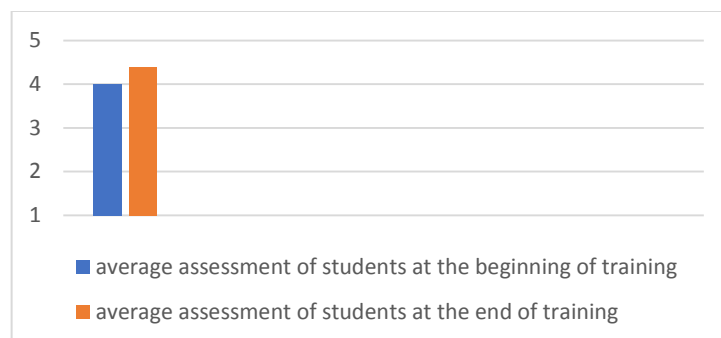 5
4
3
2
1
average assessment of students at the beginning of training
average assessment of students at the end of training